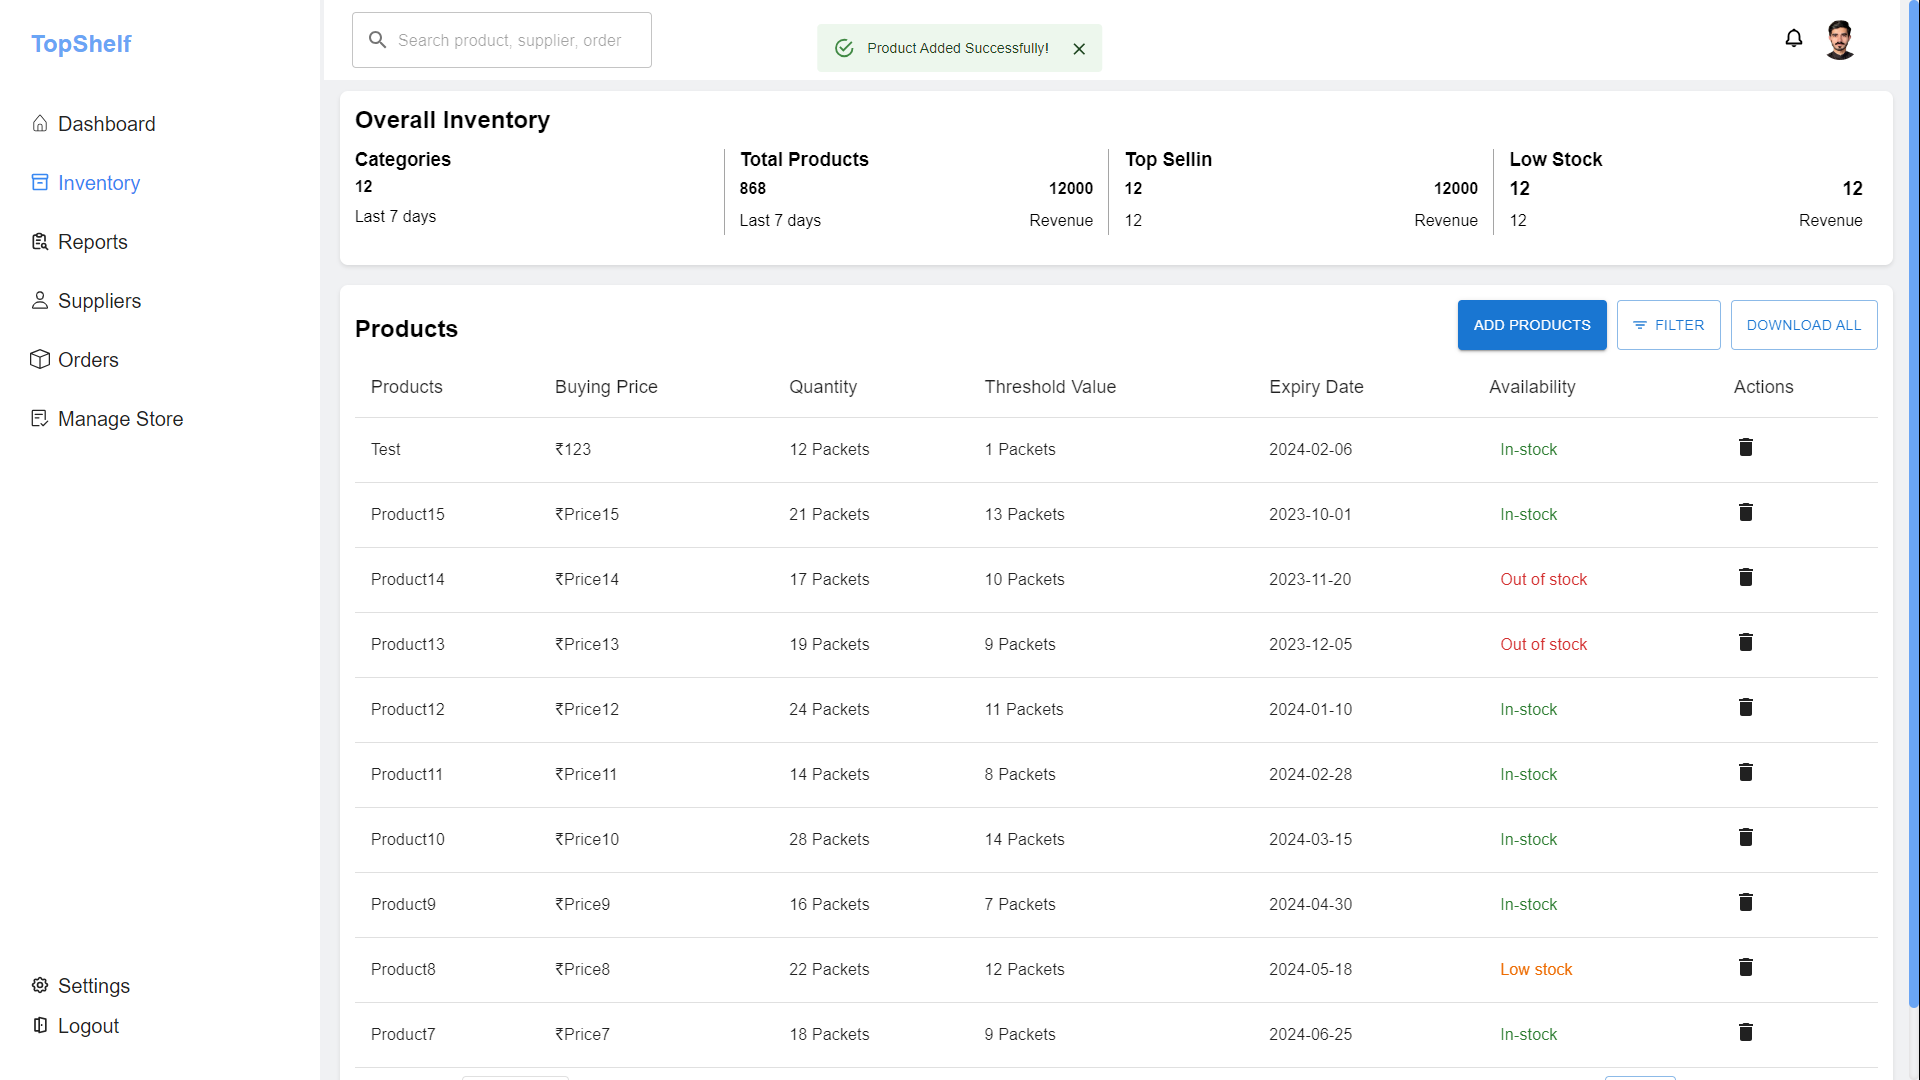 TopShelf
Search product, supplier, order
Product Added Successfully!
Dashboard
Inventory
Reports
Suppliers
Orders
Manage Store
Settings
Logout
Overall Inventory
Categories
12
Last 7 days
Total Products
868 12000
Last 7 days Revenue
Top Sellin
12 12000
12 Revenue
Low Stock
12 12
12 Revenue
Products
ADD PRODUCTS
FILTER
DOWNLOAD ALL
Products Buying Price Quantity Threshold Value Expiry Date Availability Actions
Test ₹123 12 Packets 1 Packets 2024-02-06 In-stock
Product15 ₹Price15 21 Packets 13 Packets 2023-10-01 In-stock
Product14 ₹Price14 17 Packets 10 Packets 2023-11-20 Out of stock
Product13 ₹Price13 19 Packets 9 Packets 2023-12-05 Out of stock
Product12 ₹Price12 24 Packets 11 Packets 2024-01-10 In-stock
Product11 ₹Price11 14 Packets 8 Packets 2024-02-28 In-stock
Product10 ₹Price10 28 Packets 14 Packets 2024-03-15 In-stock
Product9 ₹Price9 16 Packets 7 Packets 2024-04-30 In-stock
Product8 ₹Price8 22 Packets 12 Packets 2024-05-18 Low stock
Product7 ₹Price7 18 Packets 9 Packets 2024-06-25 In-stock